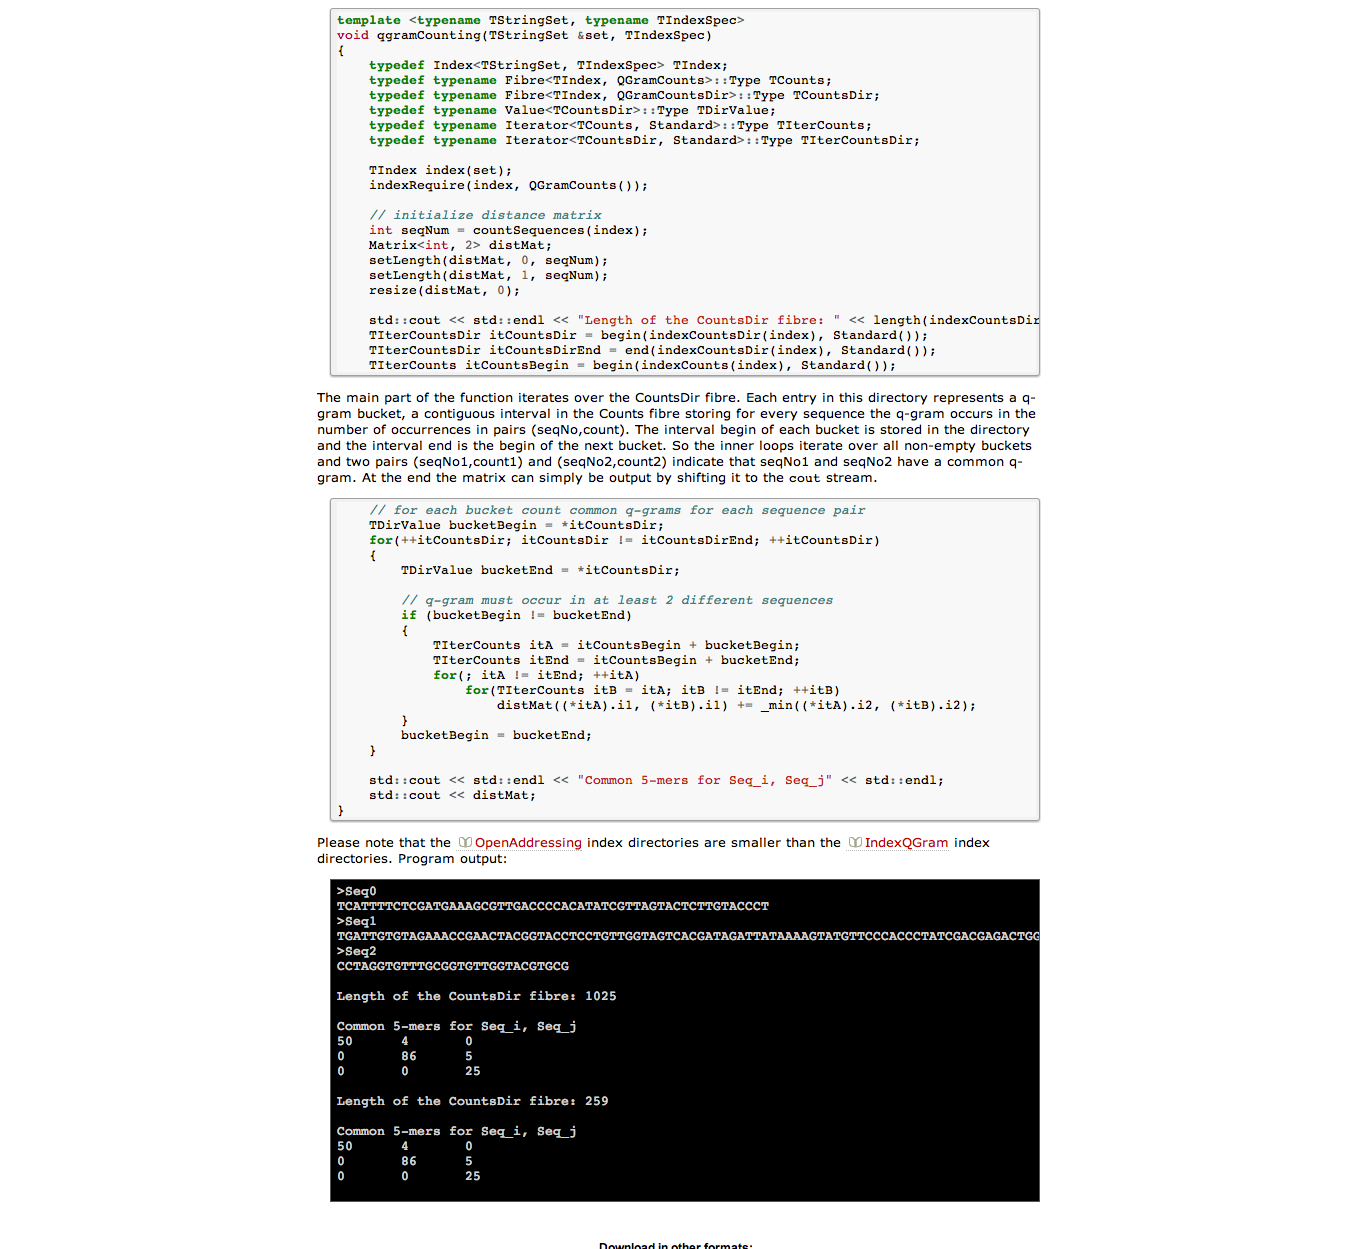 template <typename TStringSet, typename TIndexSpec>
void qgramCounting(TStringSet &set, TIndexSpec)
{
    typedef Index<TStringSet, TIndexSpec> TIndex;
    typedef typename Fibre<TIndex, QGramCounts>::Type TCounts;
    typedef typename Fibre<TIndex, QGramCountsDir>::Type TCountsDir;
    typedef typename Value<TCountsDir>::Type TDirValue;
    typedef typename Iterator<TCounts, Standard>::Type TIterCounts;
    typedef typename Iterator<TCountsDir, Standard>::Type TIterCountsDir;

    TIndex index(set);
    indexRequire(index, QGramCounts());

    // initialize distance matrix
    int seqNum = countSequences(index);
    Matrix<int, 2> distMat;
    setLength(distMat, 0, seqNum);
    setLength(distMat, 1, seqNum);
    resize(distMat, 0);

    std::cout << std::endl << "Length of the CountsDir fibre: " << length(indexCountsDir
    TIterCountsDir itCountsDir = begin(indexCountsDir(index), Standard());
    TIterCountsDir itCountsDirEnd = end(indexCountsDir(index), Standard());
    TIterCounts itCountsBegin = begin(indexCounts(index), Standard());
The main part of the function iterates over the CountsDir fibre. Each entry in this directory represents a q-
gram bucket, a contiguous interval in the Counts fibre storing for every sequence the q-gram occurs in the
number of occurrences in pairs (seqNo,count). The interval begin of each bucket is stored in the directory
and the interval end is the begin of the next bucket. So the inner loops iterate over all non-empty buckets
and two pairs (seqNo1,count1) and (seqNo2,count2) indicate that seqNo1 and seqNo2 have a common q-
gram. At the end the matrix can simply be output by shifting it to the cout stream.
    // for each bucket count common q-grams for each sequence pair
    TDirValue bucketBegin = *itCountsDir;
    for(++itCountsDir; itCountsDir != itCountsDirEnd; ++itCountsDir)
    {
        TDirValue bucketEnd = *itCountsDir;

        // q-gram must occur in at least 2 different sequences
        if (bucketBegin != bucketEnd)
        {
            TIterCounts itA = itCountsBegin + bucketBegin;
            TIterCounts itEnd = itCountsBegin + bucketEnd;
            for(; itA != itEnd; ++itA)
                for(TIterCounts itB = itA; itB != itEnd; ++itB)
                    distMat((*itA).i1, (*itB).i1) += _min((*itA).i2, (*itB).i2);
        }
        bucketBegin = bucketEnd;
    }

    std::cout << std::endl << "Common 5-mers for Seq_i, Seq_j" << std::endl;
    std::cout << distMat;
}
Please note that the OpenAddressing index directories are smaller than the IndexQGram index
directories. Program output:
>Seq0
TCATTTTCTCGATGAAAGCGTTGACCCCACATATCGTTAGTACTCTTGTACCCT
>Seq1
TGATTGTGTAGAAACCGAACTACGGTACCTCCTGTTGGTAGTCACGATAGATTATAAAAGTATGTTCCCACCCTATCGACGAGACTGG
>Seq2
CCTAGGTGTTTGCGGTGTTGGTACGTGCG

Length of the CountsDir fibre: 1025

Common 5-mers for Seq_i, Seq_j
50      4       0
0       86      5
0       0       25

Length of the CountsDir fibre: 259

Common 5-mers for Seq_i, Seq_j
50      4       0
0       86      5
0       0       25
Download in other formats: